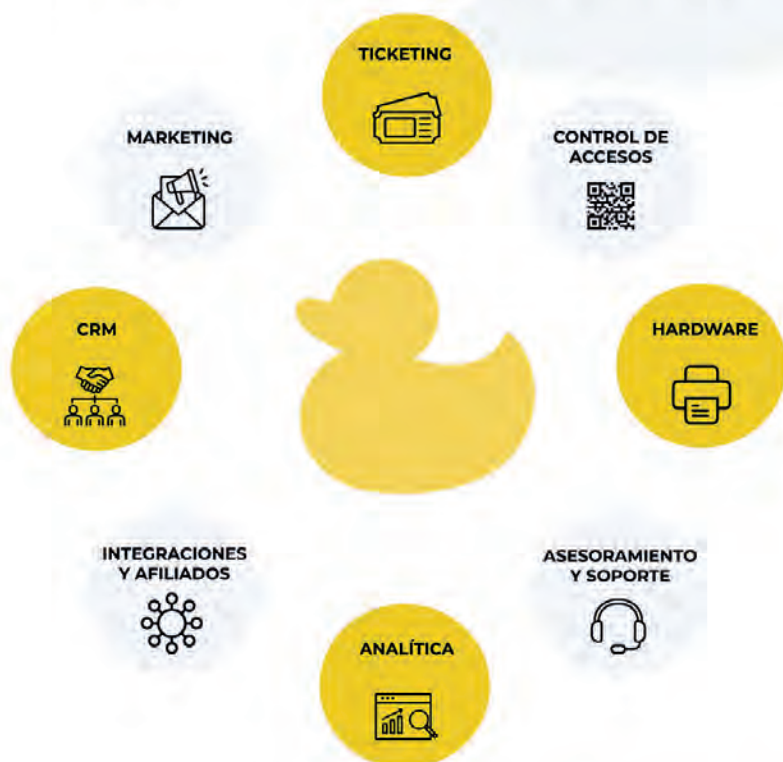 TICKETING
MARKETING
CONTROL DE
ACCESOS
CRM
HARDWARE
INTEGRACIONES
Y AFILIADOS
ASESORAMIENTO
Y SOPORTE
ANALÍTICA